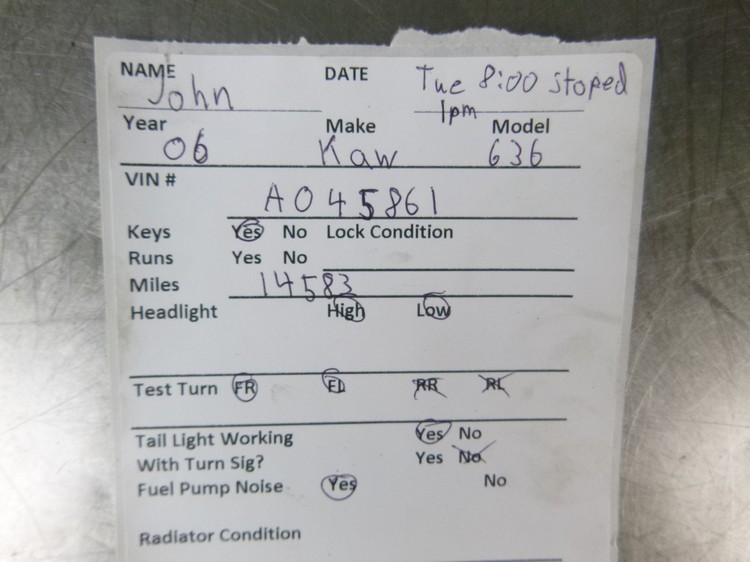 NAME John DATE Tue 8:00 stoped
1pm
Year Make Model
06 Kaw 636
VIN #
A045861
Keys Yes No Lock Condition
Runs Yes No
Miles 14583
Headlight High Low
Test Turn FR FL RR RL
Tail Light Working Yes No
With Turn Sig? Yes No
Fuel Pump Noise Yes No
Radiator Condition